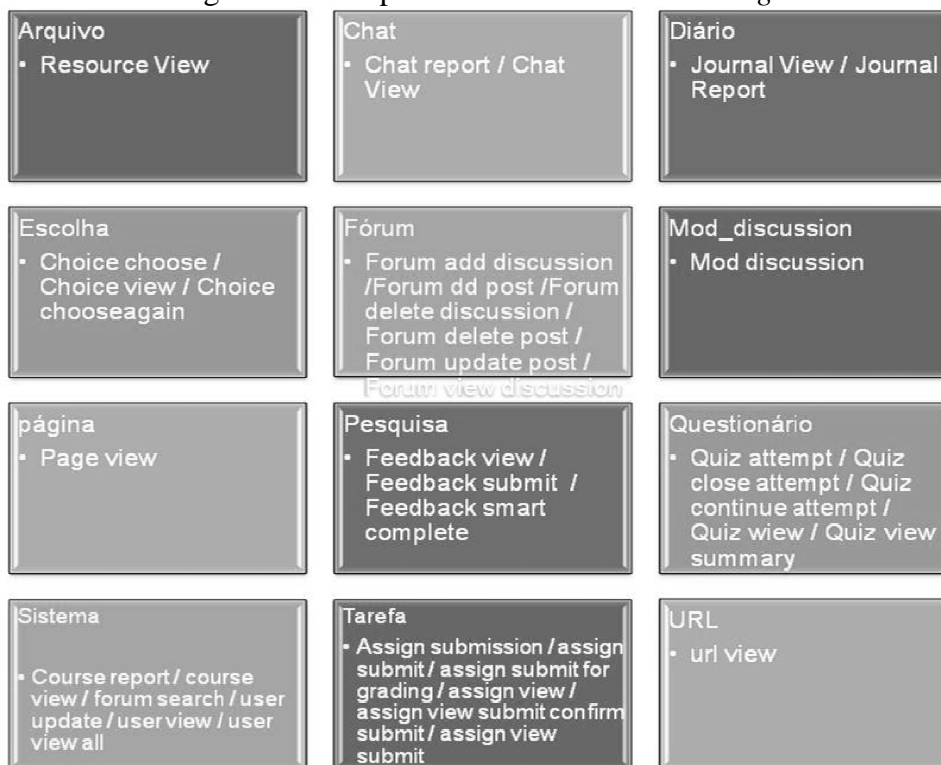 Arquivo
• Resource View
Chat
• Chat report / Chat
View
Diário
• Journal View / Journal
Report
Escolha
• Choice choose /
Choice view / Choice
chooseagain
Fórum
• Forum add discussion
/Forum dd post /Forum
delete discussion /
Forum delete post /
Forum update post /
Forum view discussion
Mod_discussion
• Mod discussion
página
• Page view
Pesquisa
• Feedback view /
Feedback submit /
Feedback smart
complete
Questionário
• Quiz attempt / Quiz
close attempt / Quiz
continue attempt /
Quiz wiew / Quiz view
summary
Sistema
• Course report / course
view / forum search / user
update / user view / user
view all
Tarefa
• Assign submission / assign
submit / assign submit for
grading / assign view /
assign view submit confirm
submit / assign view
submit
URL
• url view